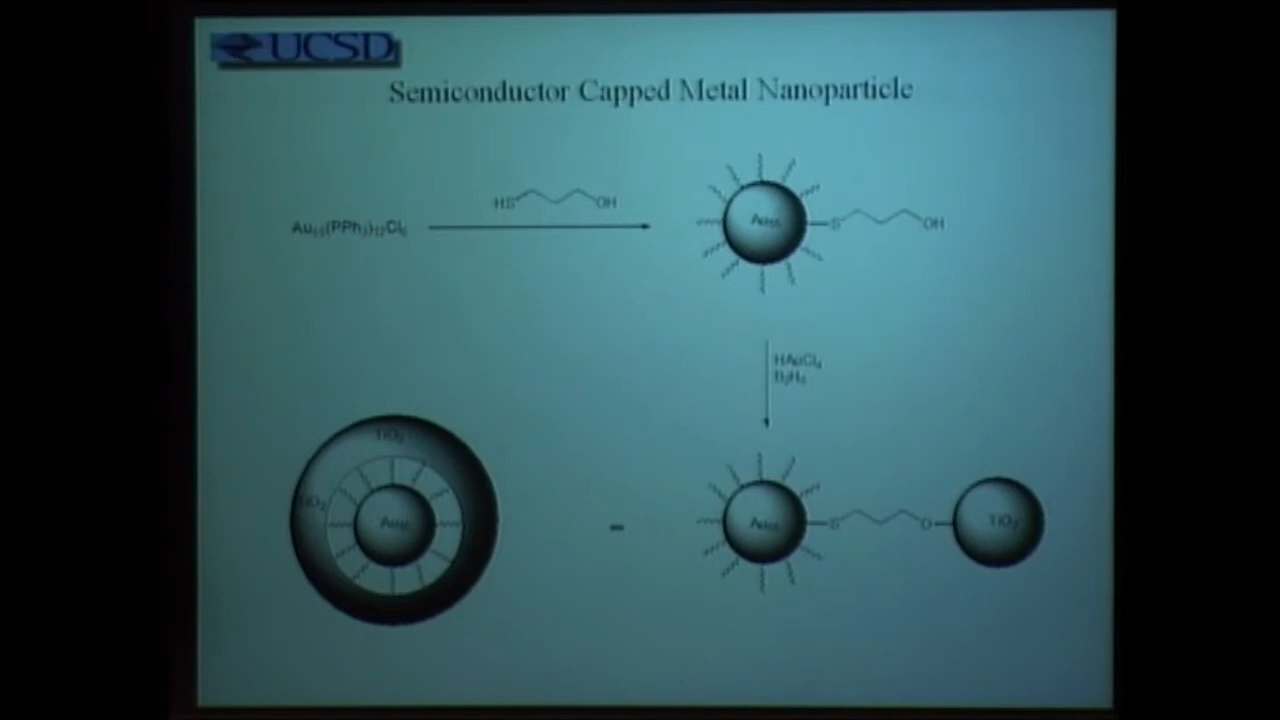 UCSD
Semiconductor Capped Metal Nanoparticle
HS OH
Au₅₅(PPh₃)₁₂Cl₆
Au₅₅ S OH
HAuCl₄
B₂H₆
TiO₂
TiO₂
Au₅₅
Au₅₅ S O TiO₂